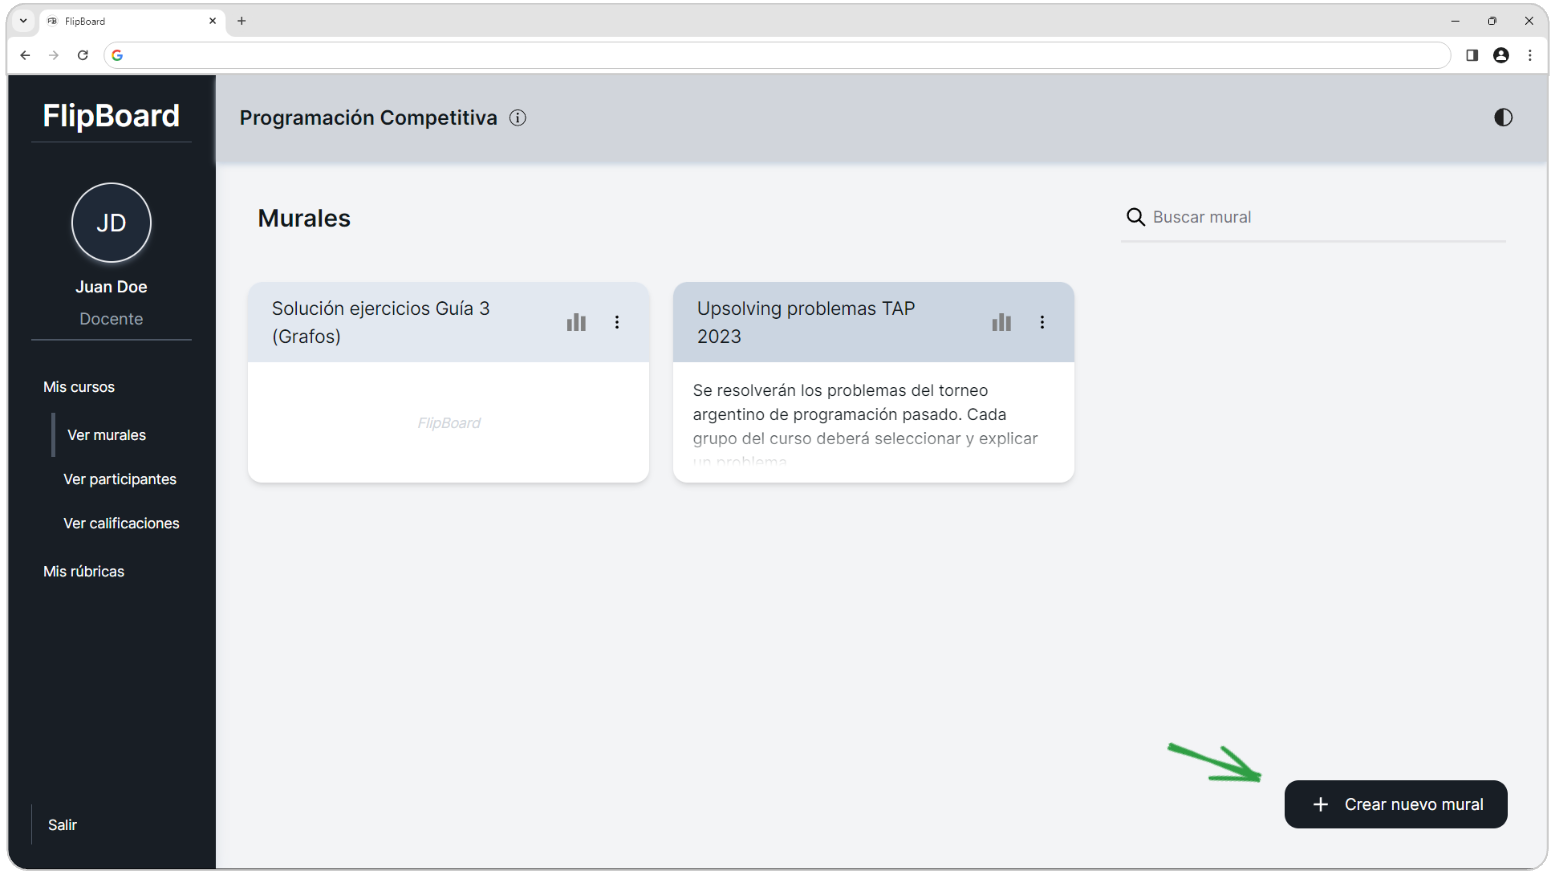 FlipBoard
FlipBoard
Programación Competitiva
JD
Juan Doe
Docente
Mis cursos
Ver murales
Ver participantes
Ver calificaciones
Mis rúbricas
Salir
Murales
Buscar mural
Solución ejercicios Guía 3
(Grafos)
FlipBoard
Upsolving problemas TAP
2023
Se resolverán los problemas del torneo
argentino de programación pasado. Cada
grupo del curso deberá seleccionar y explicar
un problema
Crear nuevo mural